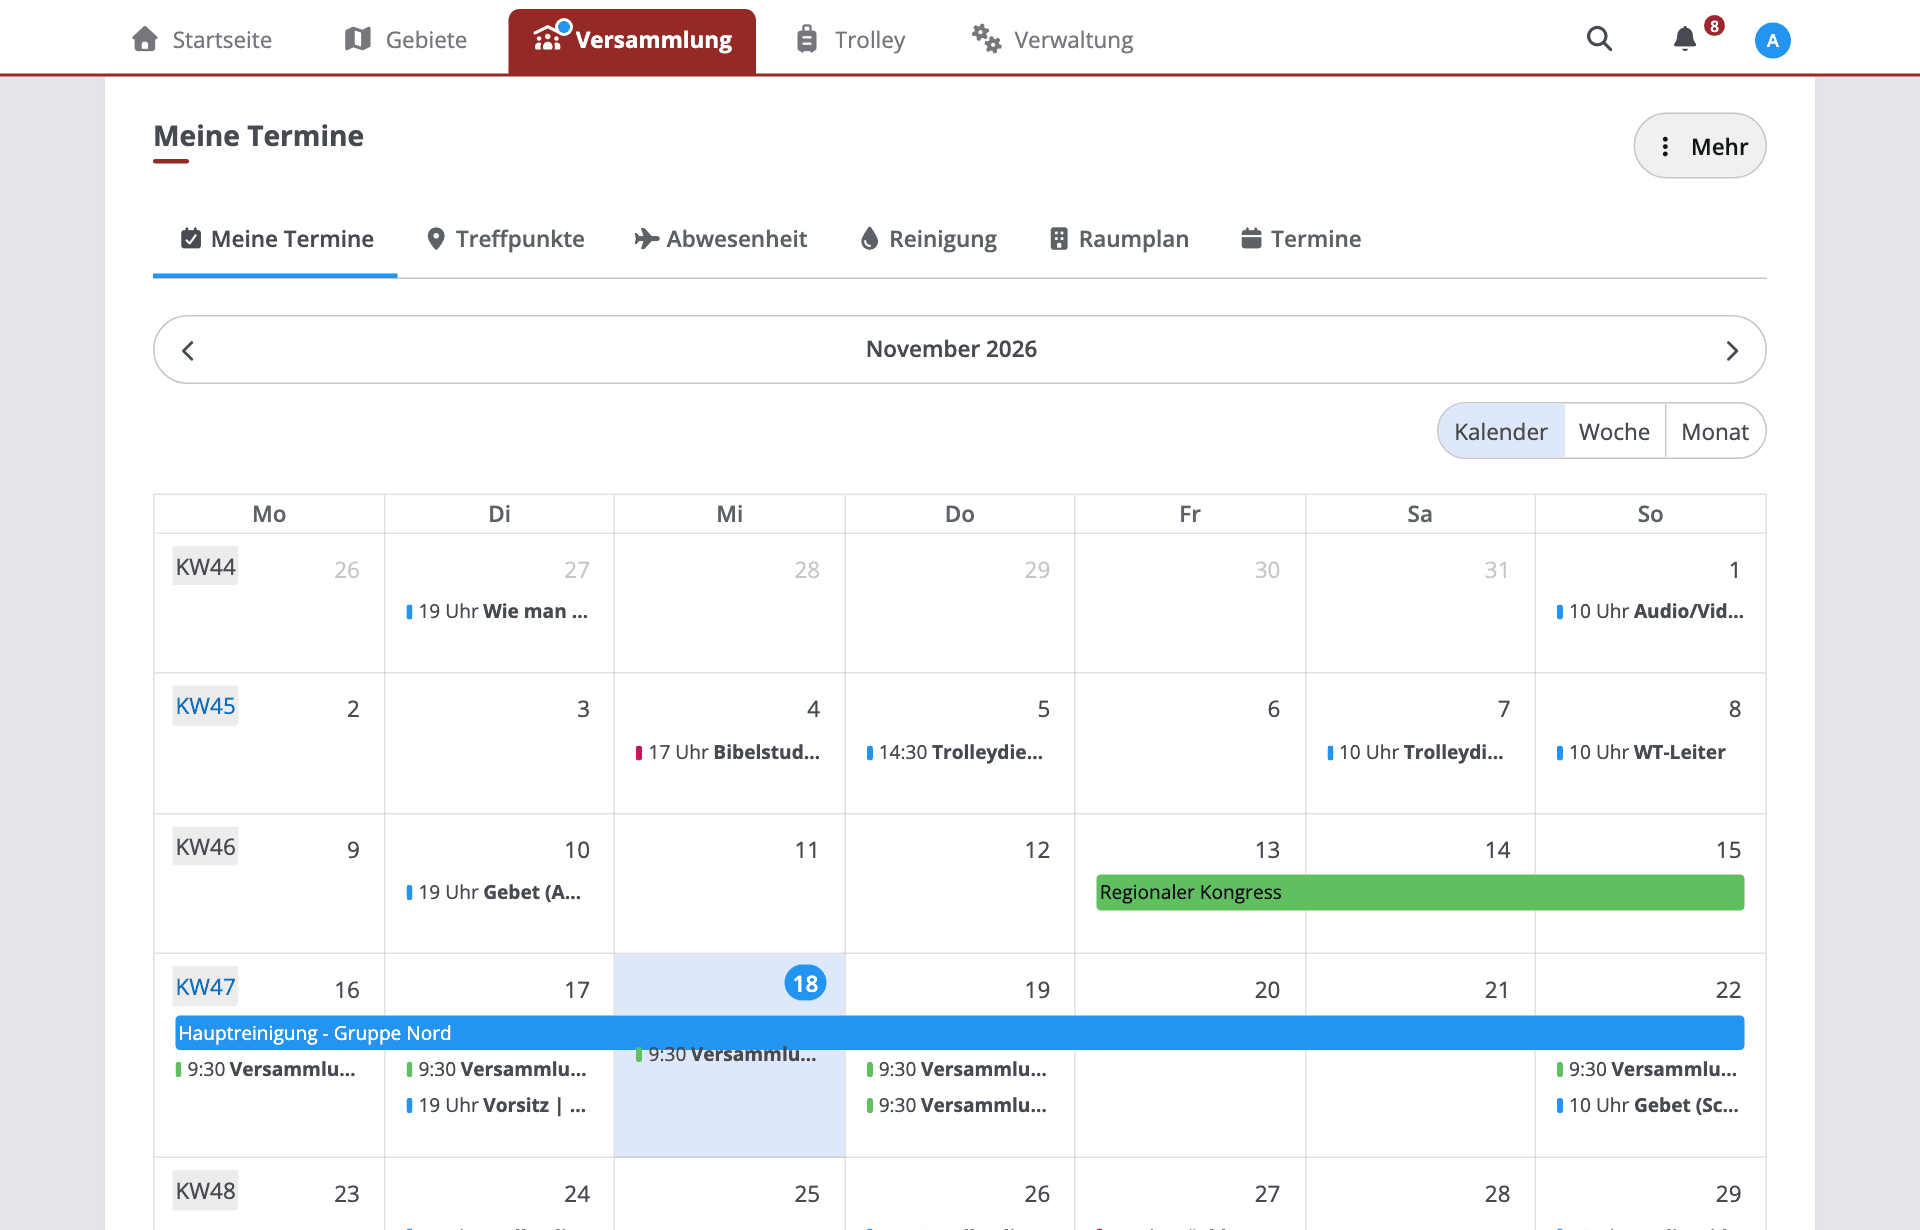 Startseite
Gebiete
Versammlung
Trolley
Verwaltung
8
A
Meine Termine
Mehr
Meine Termine
Treffpunkte
Abwesenheit
Reinigung
Raumplan
Termine
November 2026
Kalender
Woche
Monat
Mo Di Mi Do Fr Sa So
KW44 26 27 28 29 30 31 1
19 Uhr Wie man ...
10 Uhr Audio/Vid...
KW45 2 3 4 5 6 7 8
17 Uhr Bibelstud...
14:30 Trolleydie...
10 Uhr Trolleydi...
10 Uhr WT-Leiter
KW46 9 10 11 12 13 14 15
19 Uhr Gebet (A...
Regionaler Kongress
KW47 16 17 18 19 20 21 22
Hauptreinigung - Gruppe Nord
9:30 Versammlu...
9:30 Versammlu...
9:30 Versammlu...
9:30 Versammlu...
9:30 Versammlu...
19 Uhr Vorsitz | ...
9:30 Versammlu...
10 Uhr Gebet (Sc...
KW48 23 24 25 26 27 28 29